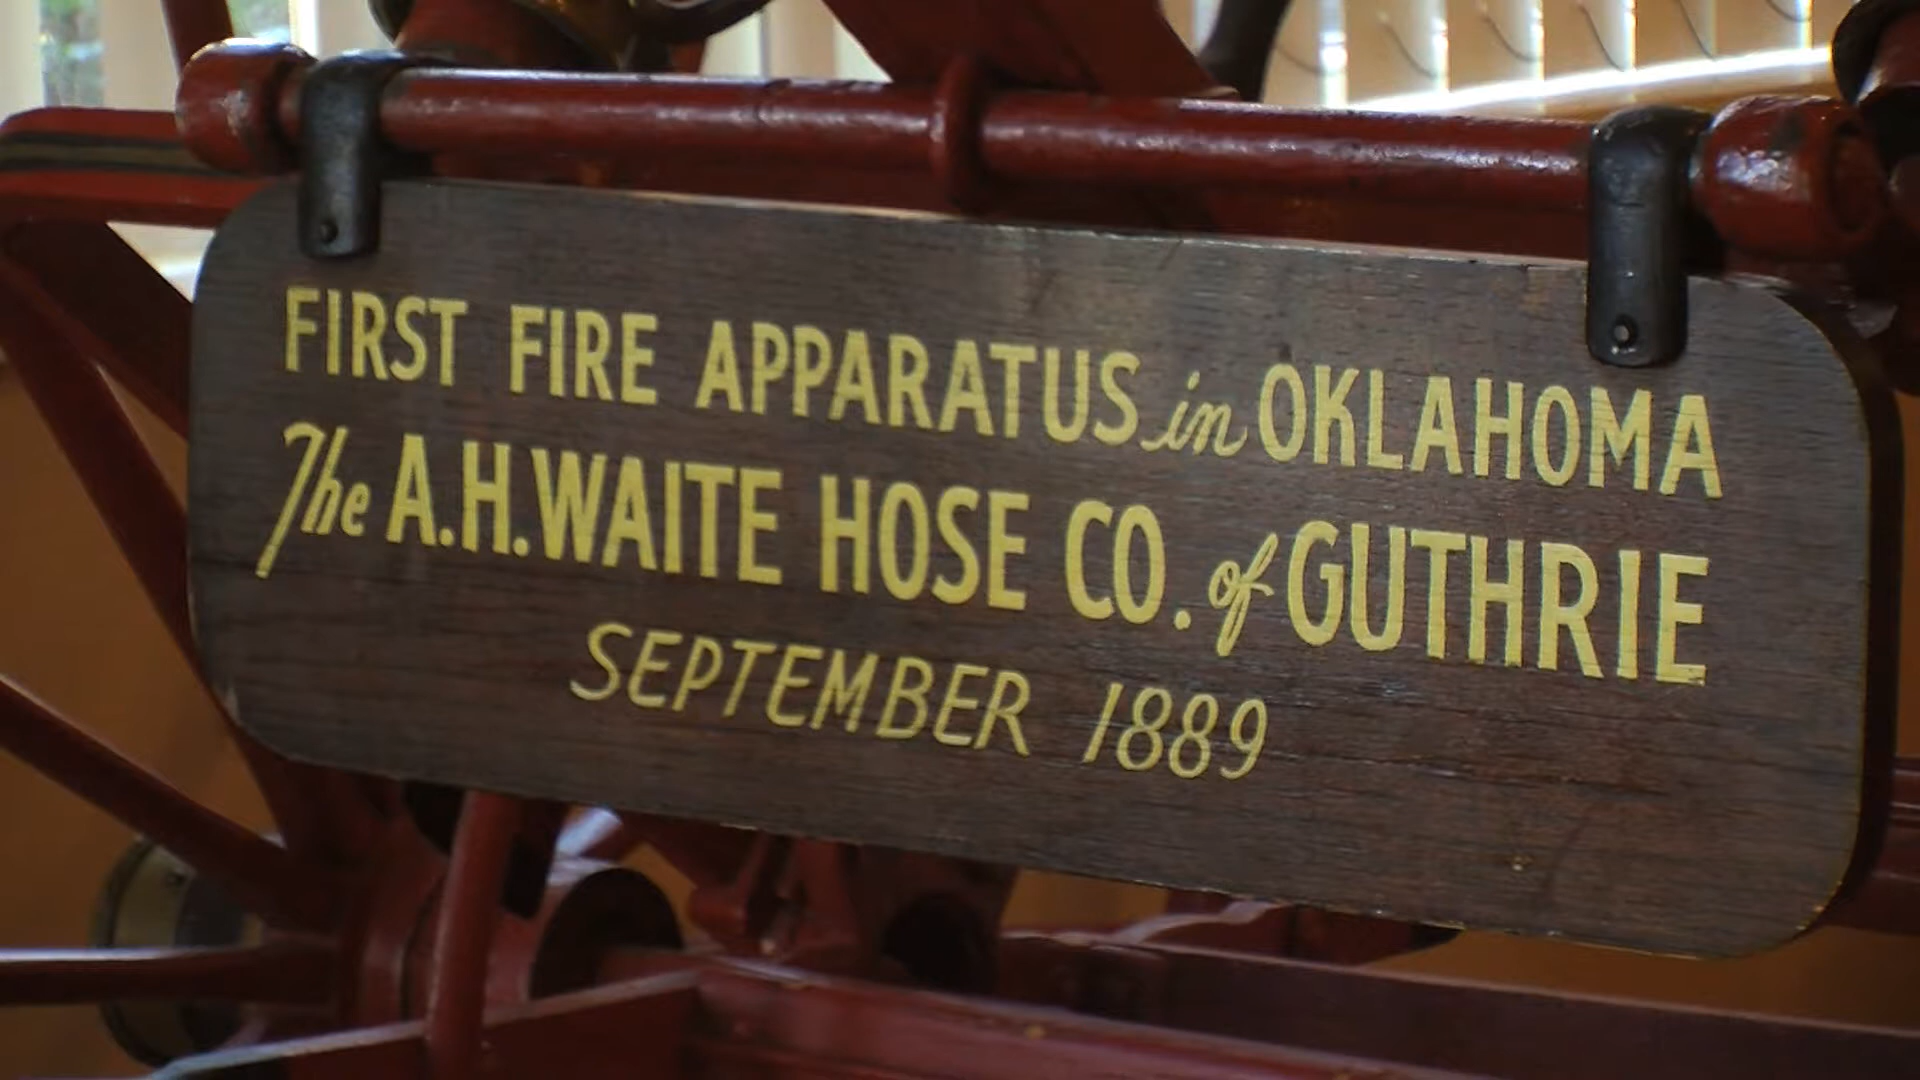 FIRST FIRE APPARATUS in OKLAHOMA
The A.H. WAITE HOSE CO. of GUTHRIE
SEPTEMBER 1889